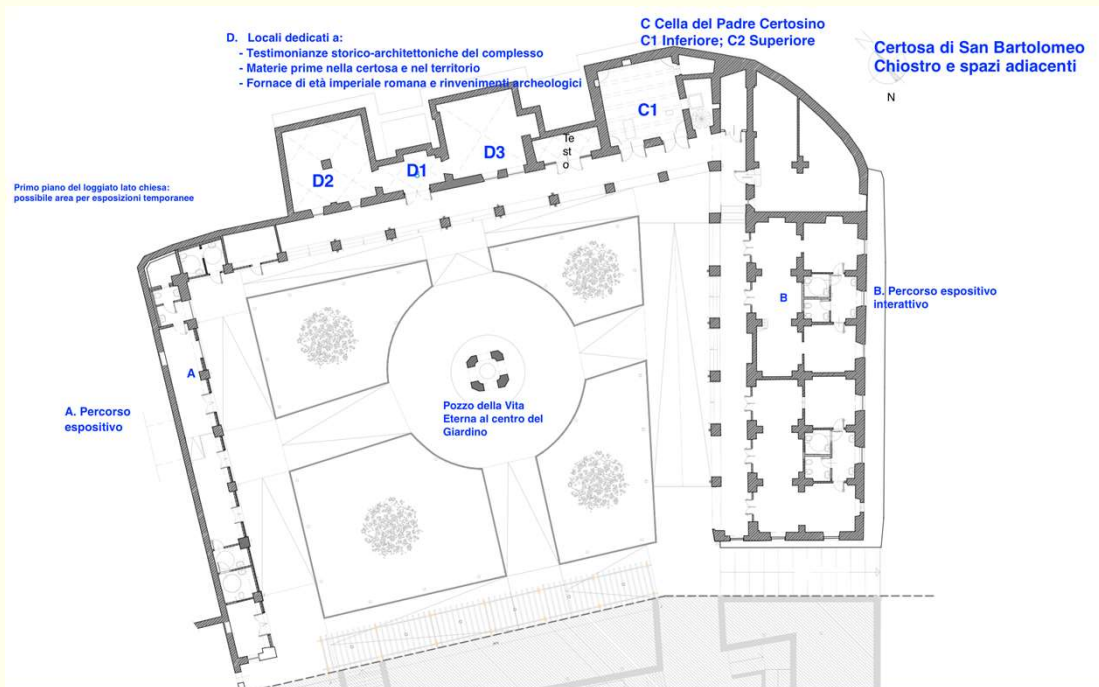 D. Locali dedicati a:
- Testimonianze storico-architettoniche del complesso
- Materie prime nella certosa e nel territorio
- Fornace di età imperiale romana e rinvenimenti archeologici
C Cella del Padre Certosino
C1 Inferiore; C2 Superiore
Certosa di San Bartolomeo
Chiostro e spazi adiacenti
N
C1
Te
st
o
D3
D1
D2
Primo piano del loggiato lato chiesa:
possibile area per esposizioni temporanee
B
B. Percorso espositivo
interattivo
A
A. Percorso
espositivo
Pozzo della Vita
Eterna al centro del
Giardino